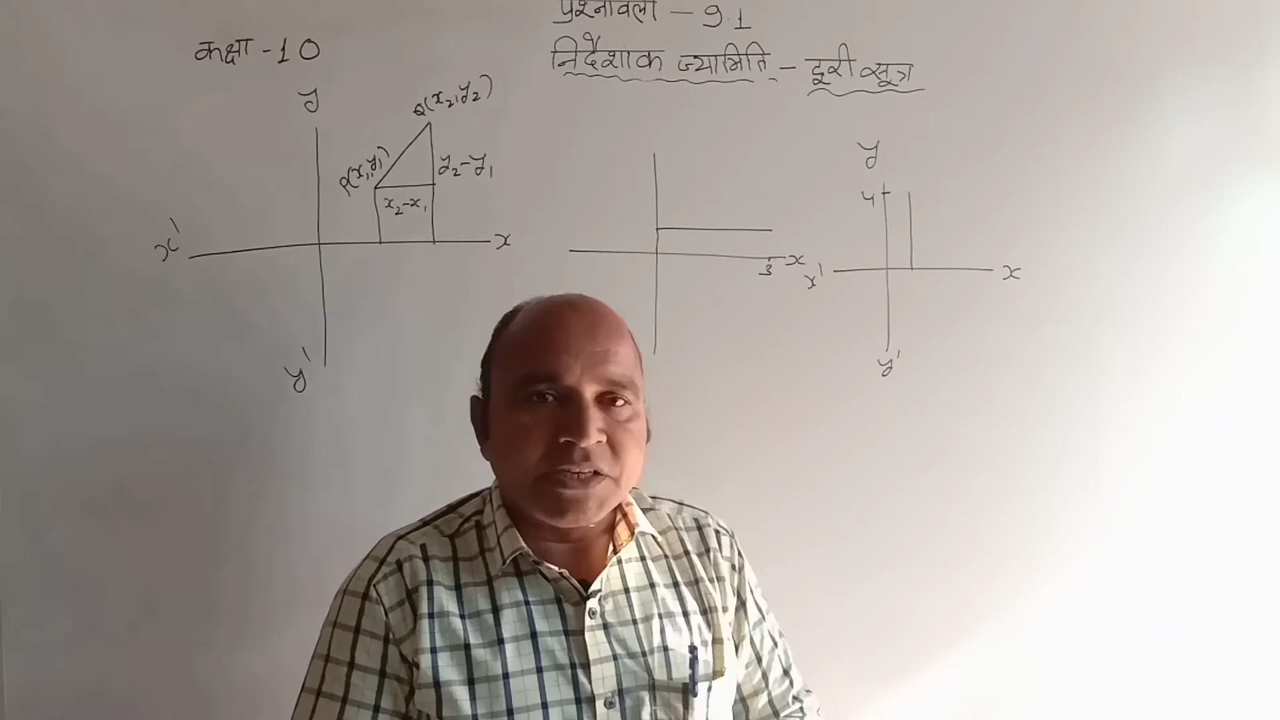 प्रश्नावली - 9.1
कक्षा - 10
निर्देशांक ज्यामिति - दूरी सूत्र
y
Q(x2, y2)
P(x1, y1)
y2-y1
x2-x1
x'
x
y'
x
3
y
4
x'
x
y'